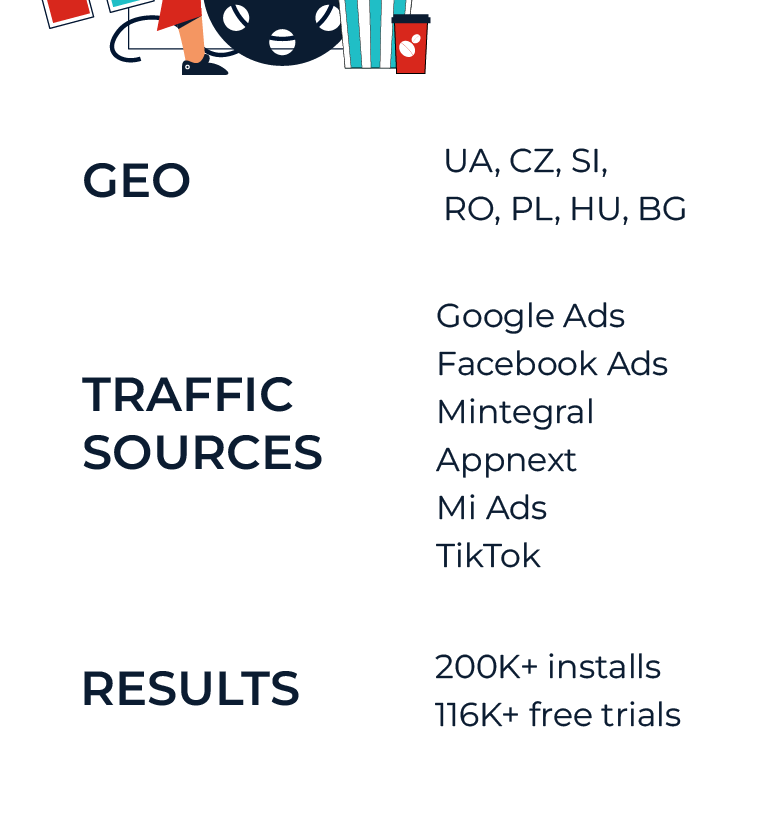 GEO
UA, CZ, SI,
RO, PL, HU, BG
TRAFFIC
SOURCES
Google Ads
Facebook Ads
Mintegral
Appnext
Mi Ads
TikTok
RESULTS
200K+ installs
116K+ free trials